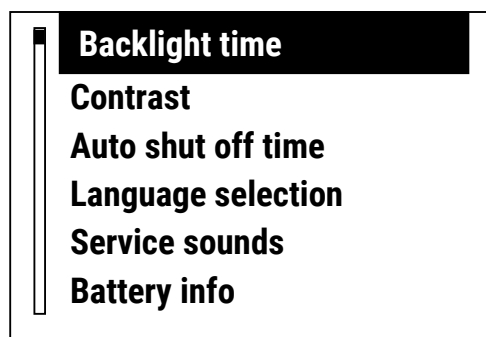 Backlight time
Contrast
Auto shut off time
Language selection
Service sounds
Battery info